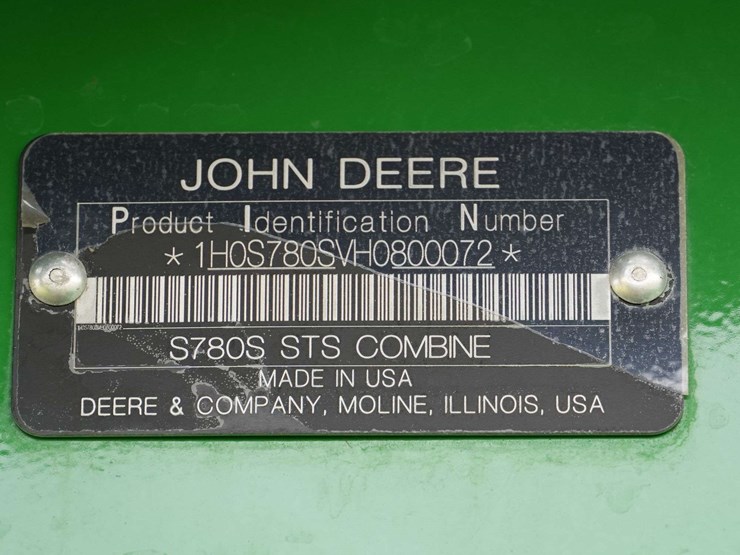 JOHN DEERE
Product Identification Number
* 1H0S780SVH0800072 *
S780S STS COMBINE
MADE IN USA
DEERE & COMPANY, MOLINE, ILLINOIS, USA